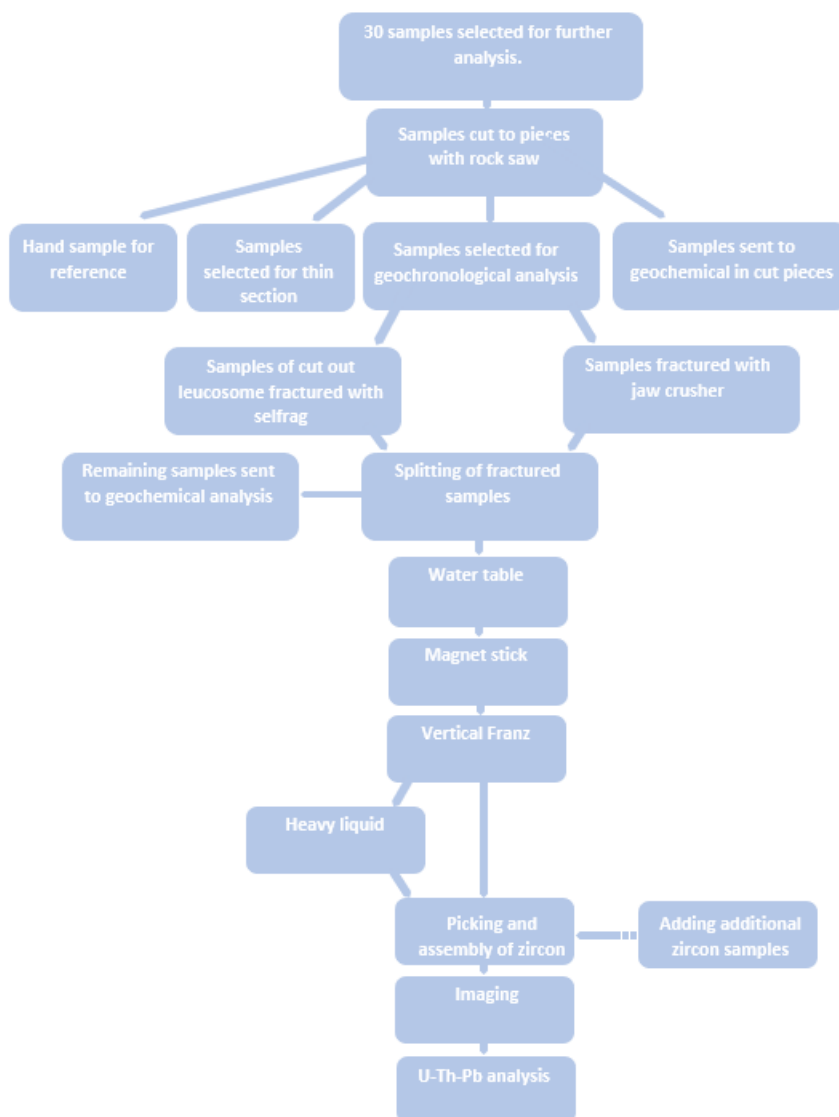 30 samples selected for further
analysis.
Samples cut to pieces
with rock saw
Hand sample for
reference
Samples
selected for thin
section
Samples selected for
geochronological analysis
Samples sent to
geochemical in cut pieces
Samples of cut out
leucosome fractured with
selfrag
Samples fractured with
jaw crusher
Remaining samples sent
to geochemical analysis
Splitting of fractured
samples
Water table
Magnet stick
Vertical Franz
Heavy liquid
Picking and
assembly of zircon
Adding additional
zircon samples
Imaging
U-Th-Pb analysis